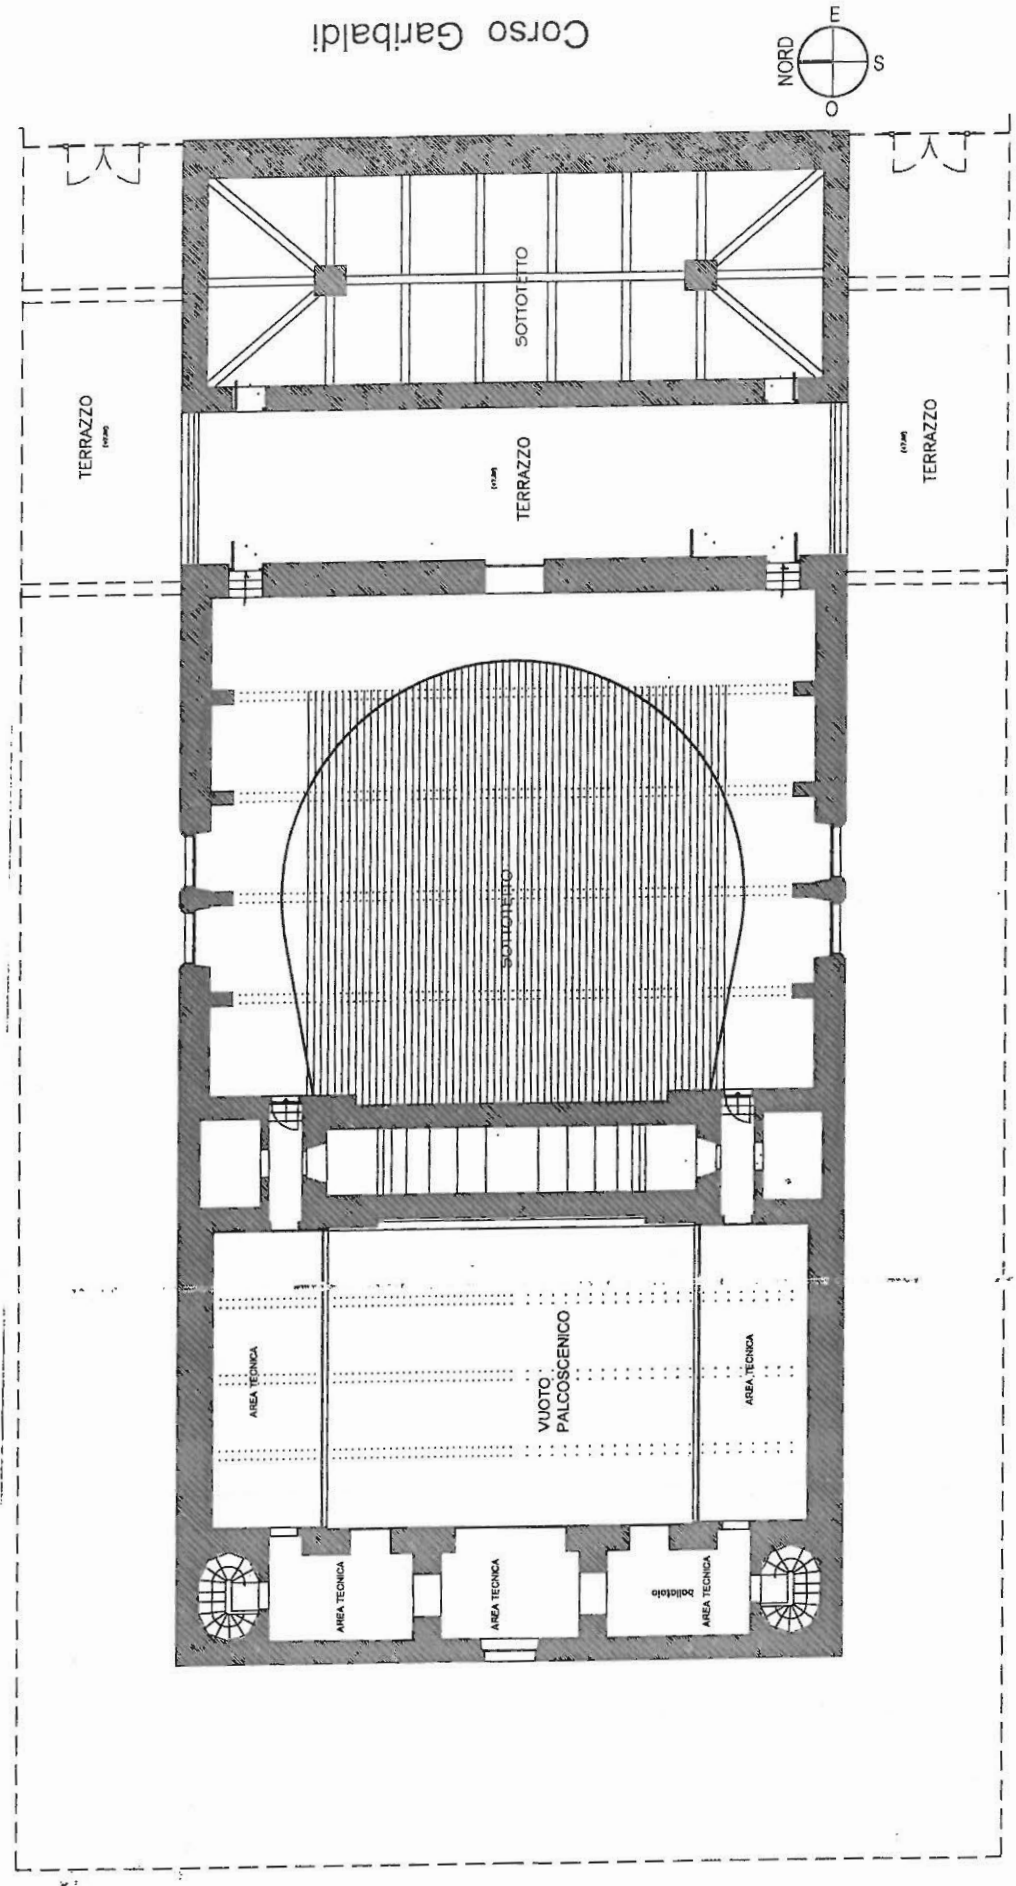 Corso Garibaldi
E
NORD
S
O
SOTTOTETTO
TERRAZZO
TERRAZZO
TERRAZZO
SOTTOTETTO
AREA TECNICA
VUOTO
PALCOSCENICO
AREA TECNICA
AREA TECNICA
AREA TECNICA
ballatoio
AREA TECNICA